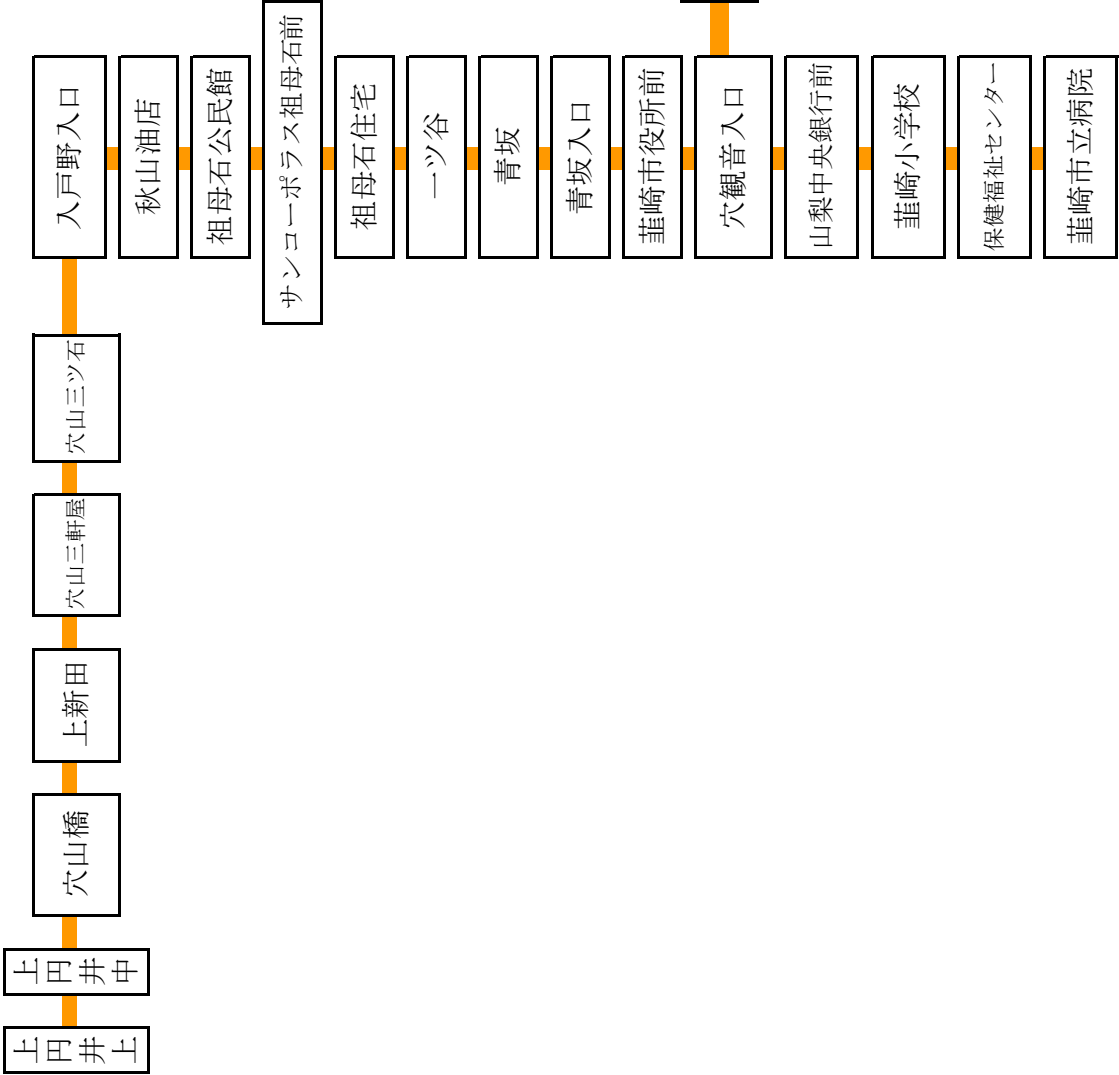 入戸野入口
秋山油店
祖母石公民館
サンコーポラス祖母石前
祖母石住宅
一ツ谷
青坂
青坂入口
韮崎市役所前
穴観音入口
山梨中央銀行前
韮崎小学校
保健福祉センター
韮崎市立病院
穴山三ツ石
穴山三軒屋
上新田
穴山橋
上円井中
上円井上